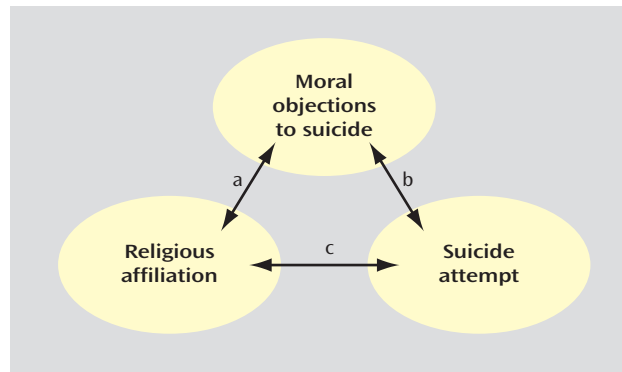 Moral
objections
to suicide
a
b
c
Religious
affiliation
Suicide
attempt